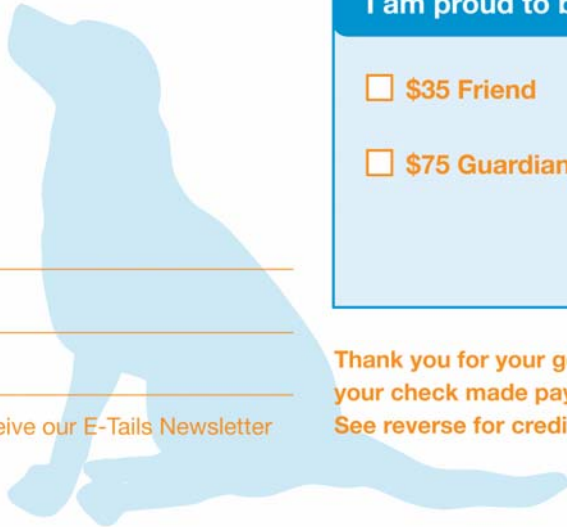 I am proud to b
$35 Friend
$75 Guardian
eive our E-Tails Newsletter
Thank you for your g
your check made pay
See reverse for credi